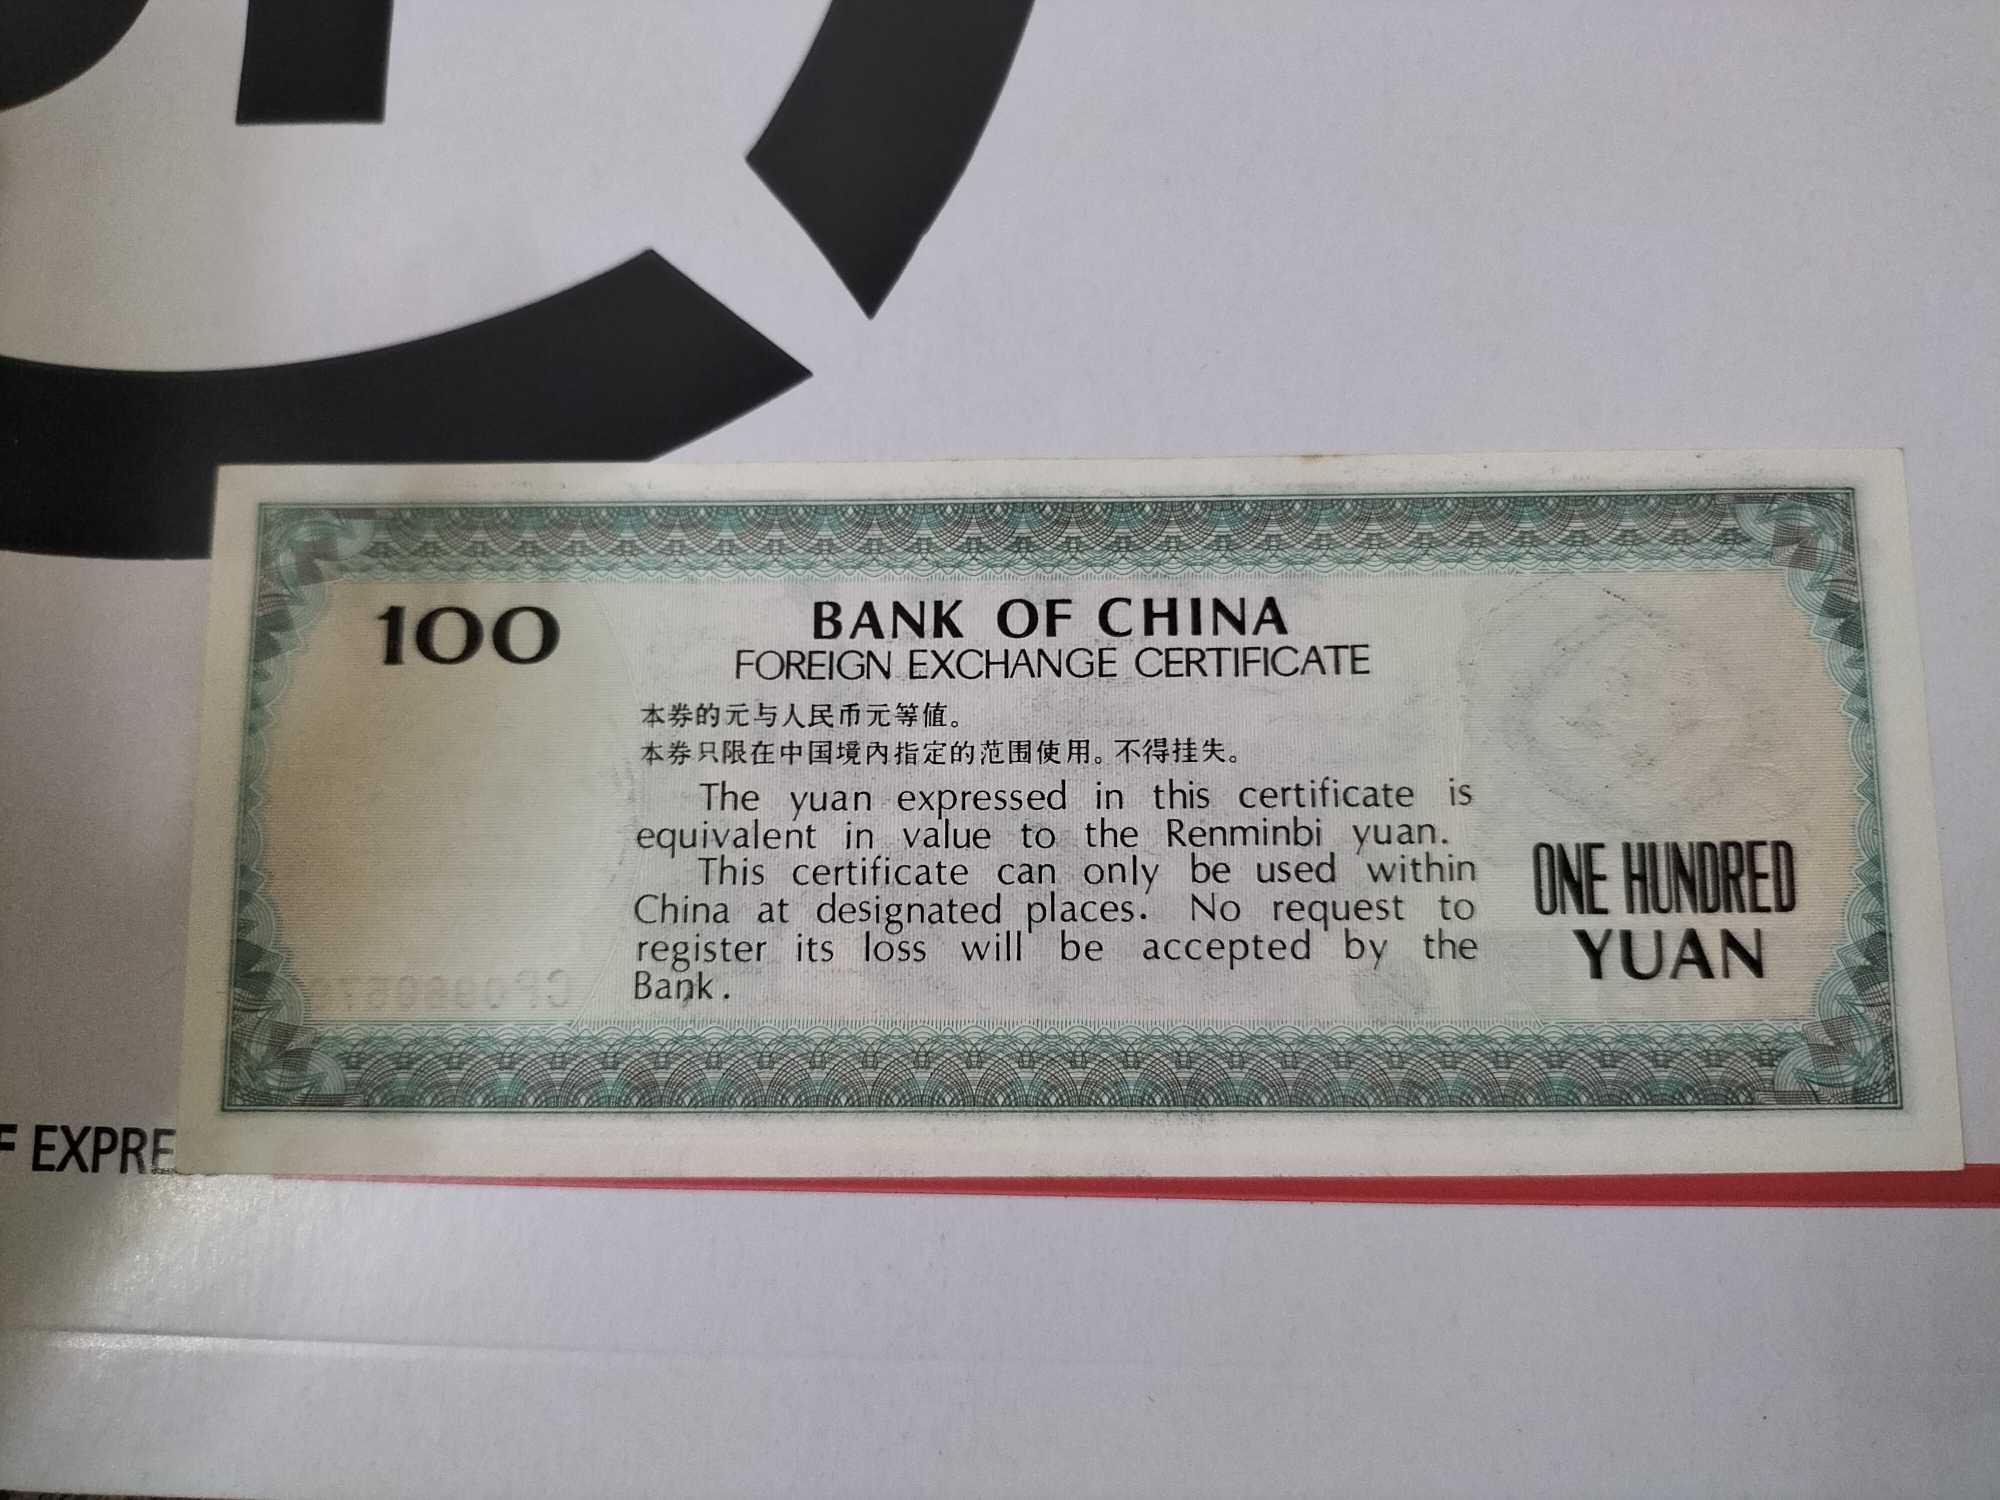 100
BANK OF CHINA
FOREIGN EXCHANGE CERTIFICATE
本券的元与人民币元等値。
本券只限在中国境内指定的范围使用。不得挂失。
The yuan expressed in this certificate is
equivalent in value to the Renminbi yuan.
This certificate can only be used within
China at designated places. No request to
register its loss will be accepted by the
Bank.
ONE HUNDRED
YUAN
F EXPRE